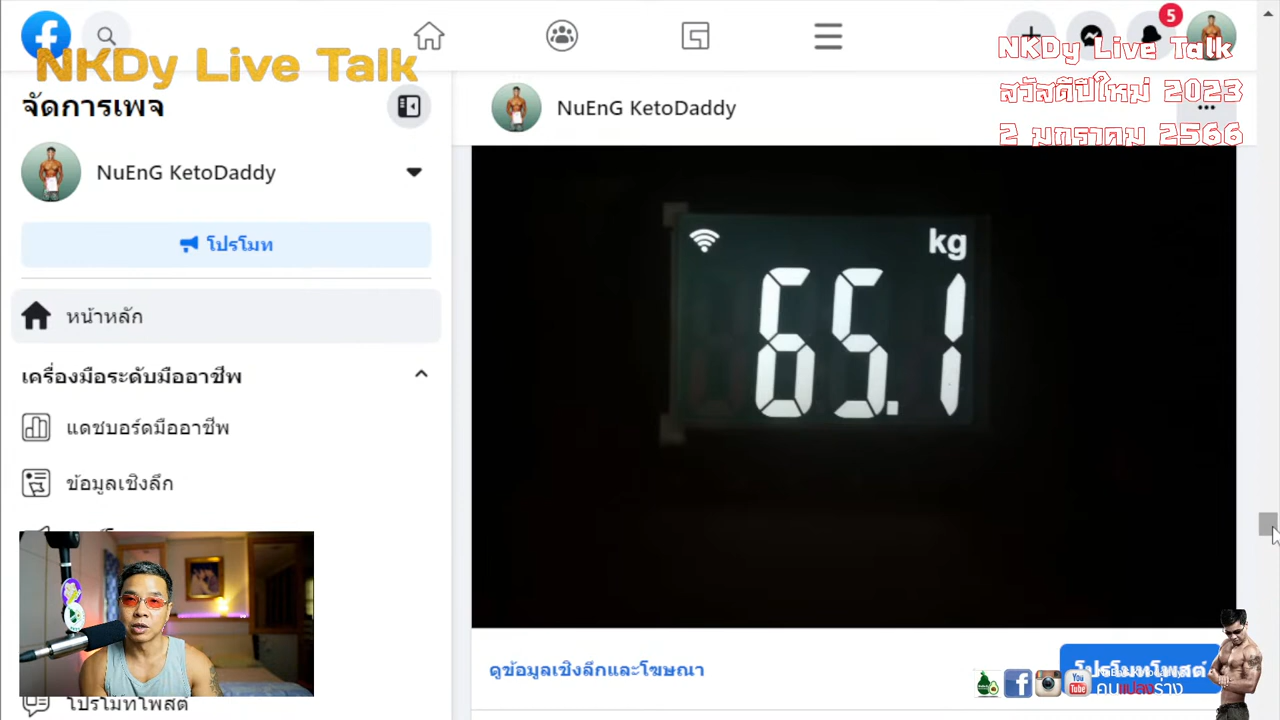 NKDy Live Talk
NKDy Live Talk
สวัสดีปีใหม่ 2023
2 มกราคม 2566
5
จัดการเพจ
NuEnG KetoDaddy
NuEnG KetoDaddy
โปรโมท
หน้าหลัก
เครื่องมือระดับมืออาชีพ
แดชบอร์ดมืออาชีพ
ข้อมูลเชิงลึก
โปรโมทโพสต์
kg
65.1
ดูข้อมูลเชิงลึกและโฆษณา
โปรโมทโพสต์
คนแปลงร่าง
You
Tube